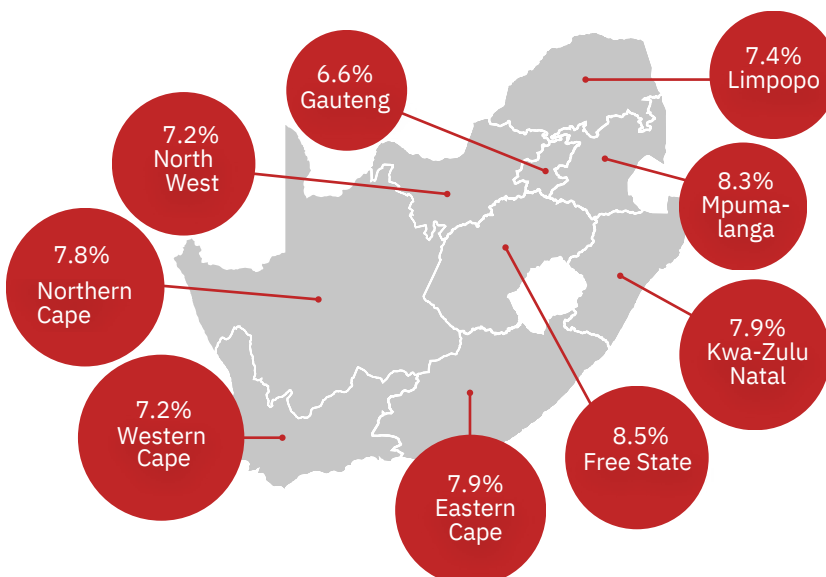 7.4%
Limpopo
6.6%
Gauteng
7.2%
North
West
8.3%
Mpuma-
langa
7.8%
Northern
Cape
7.9%
Kwa-Zulu
Natal
7.2%
Western
Cape
8.5%
Free State
7.9%
Eastern
Cape